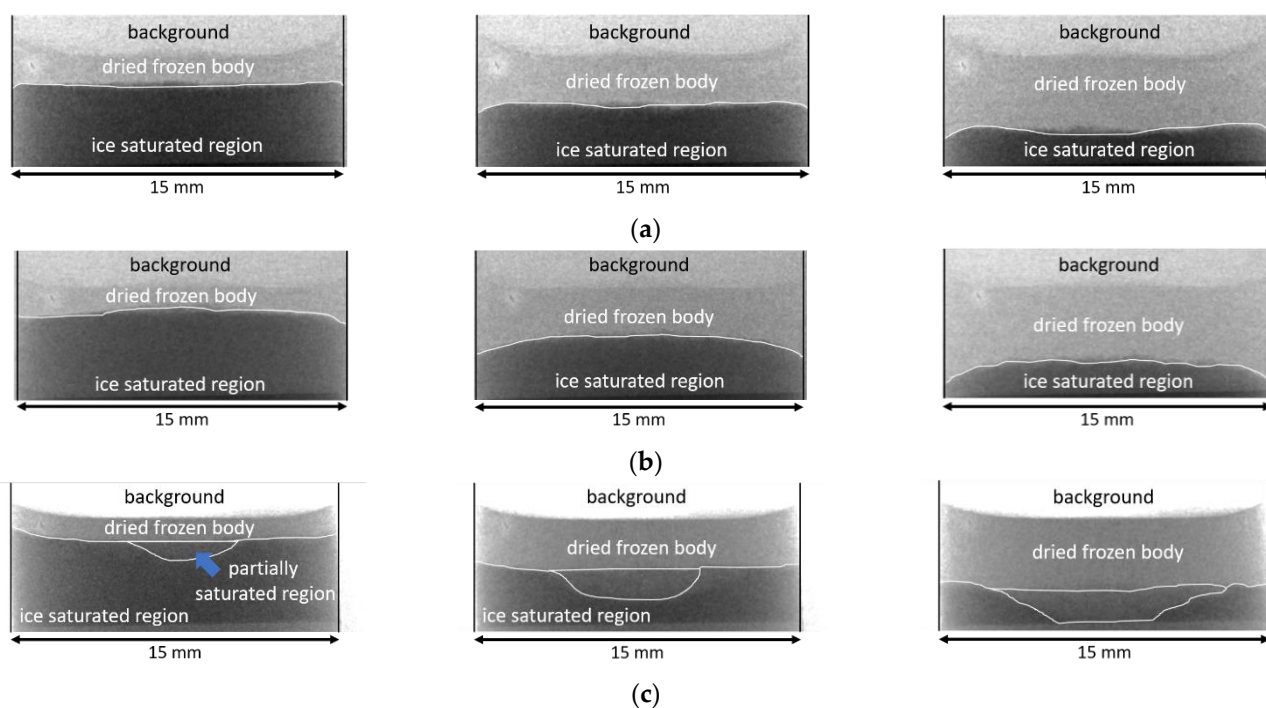 background
dried frozen body
ice saturated region
15 mm
background
dried frozen body
ice saturated region
15 mm
background
dried frozen body
ice saturated region
15 mm
(a)
background
dried frozen body
ice saturated region
15 mm
background
dried frozen body
ice saturated region
15 mm
background
dried frozen body
ice saturated region
15 mm
(b)
background
dried frozen body
partially
saturated region
ice saturated region
15 mm
background
dried frozen body
ice saturated region
15 mm
background
dried frozen body
15 mm
(c)